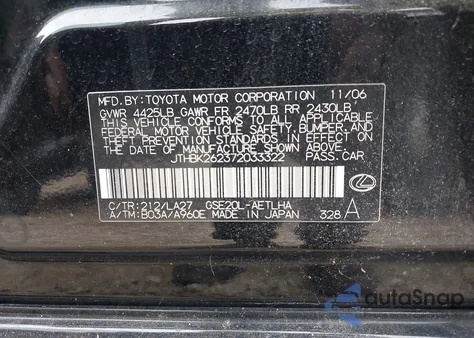 MFD.BY:TOYOTA MOTOR CORPORATION 11/06
GVWR 4425LB GAWR FR 2470LB RR 2430LB
THIS VEHICLE CONFORMS TO ALL APPLICABLE
FEDERAL MOTOR VEHICLE SAFETY, BUMPER, AND
THEFT PREVENTION STANDARDS IN EFFECT ON THE
DATE OF MANUFACTURE SHOWN ABOVE.
JTHBK262372033322 PASS.CAR
C/TR:212/LA27 GSE20L-AETLHA
A/TM:B03A/A960E MADE IN JAPAN 328 A
autoSnap